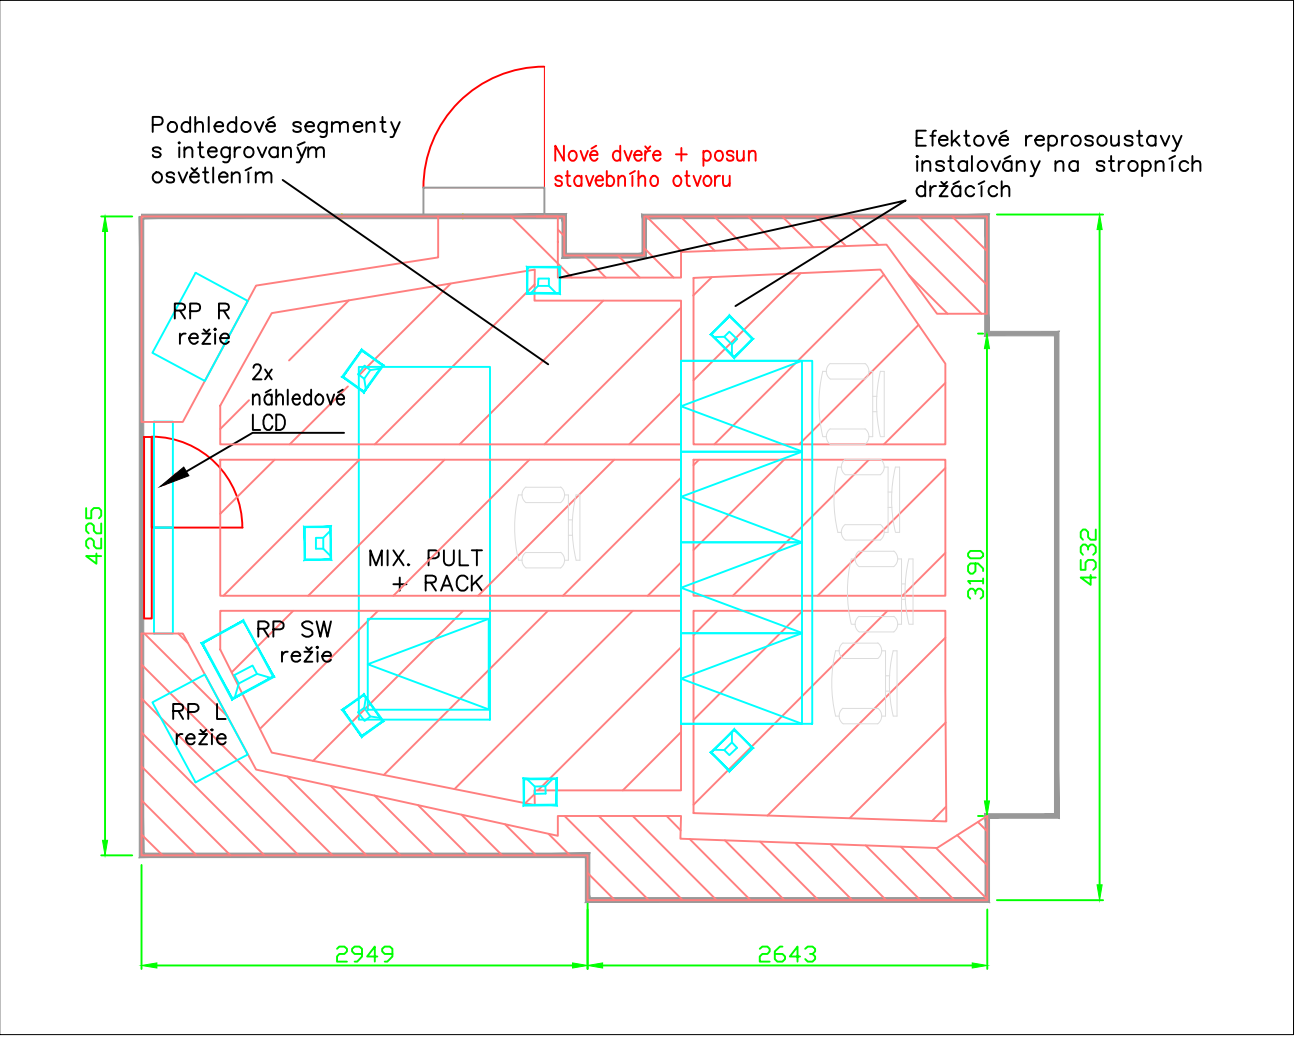 Podhledové segmenty
s integrovaným
osvětlením
Nové dveře + posun
stavebního otvoru
Efektové reprosoustavy
instalovány na stropních
držácích
RP R
režie
2x
náhledové
LCD
4225
MIX. PULT
+ RACK
3190
4532
RP SW
režie
RP L
režie
2949
2643